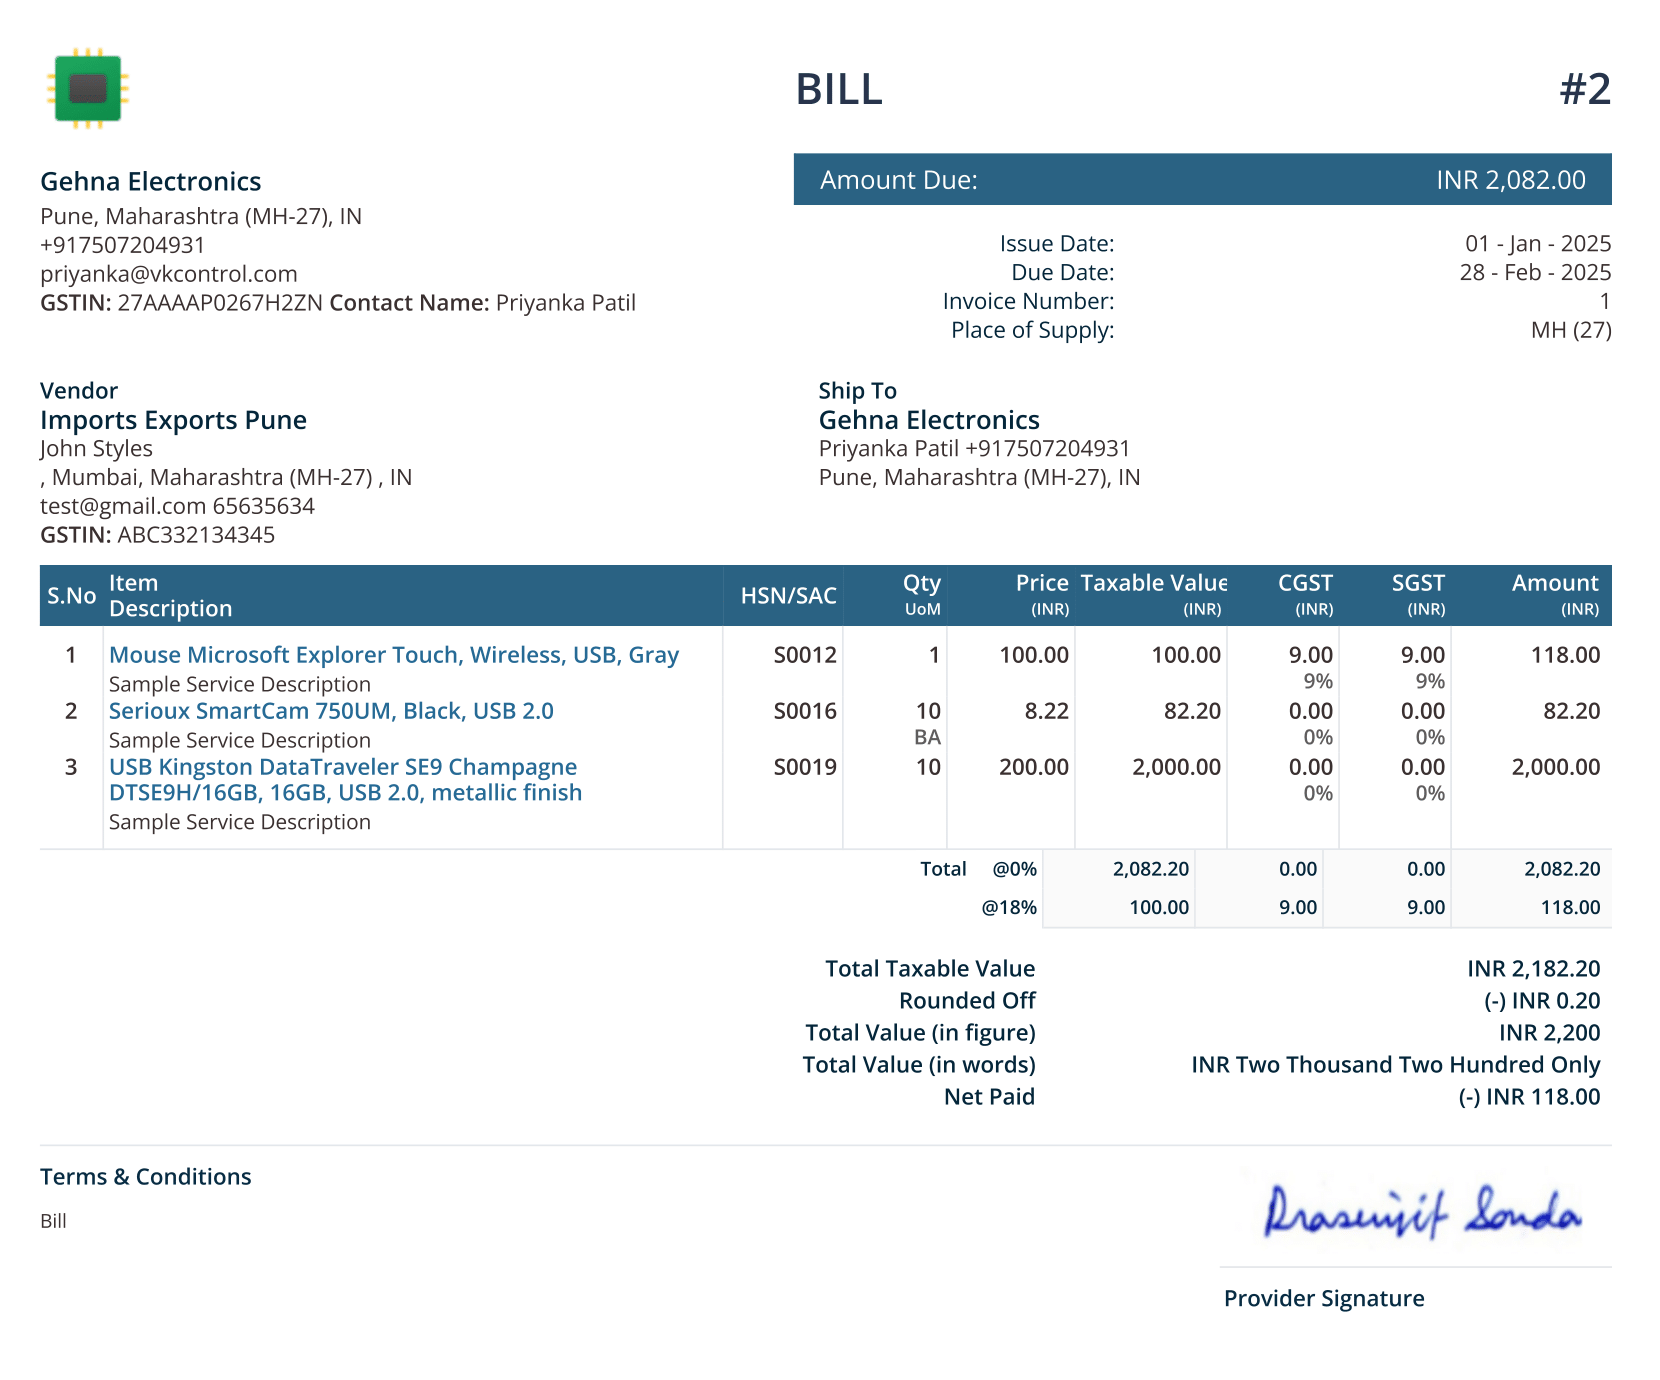 BILL #2
Gehna Electronics
Pune, Maharashtra (MH-27), IN
+917507204931
priyanka@vkcontrol.com
GSTIN: 27AAAAP0267H2ZN Contact Name: Priyanka Patil
Amount Due: INR 2,082.00
Issue Date: 01 - Jan - 2025
Due Date: 28 - Feb - 2025
Invoice Number: 1
Place of Supply: MH (27)
Vendor
Imports Exports Pune
John Styles
, Mumbai, Maharashtra (MH-27) , IN
test@gmail.com 65635634
GSTIN: ABC332134345
Ship To
Gehna Electronics
Priyanka Patil +917507204931
Pune, Maharashtra (MH-27), IN
S.No Item Description HSN/SAC Qty UoM Price (INR) Taxable Value (INR) CGST (INR) SGST (INR) Amount (INR)
1 Mouse Microsoft Explorer Touch, Wireless, USB, Gray S0012 1 100.00 100.00 9.00 9.00 118.00
Sample Service Description 9% 9%
2 Serioux SmartCam 750UM, Black, USB 2.0 S0016 10 8.22 82.20 0.00 0.00 82.20
Sample Service Description BA 0% 0%
3 USB Kingston DataTraveler SE9 Champagne S0019 10 200.00 2,000.00 0.00 0.00 2,000.00
DTSE9H/16GB, 16GB, USB 2.0, metallic finish 0% 0%
Sample Service Description
Total @0% 2,082.20 0.00 0.00 2,082.20
@18% 100.00 9.00 9.00 118.00
Total Taxable Value INR 2,182.20
Rounded Off (-) INR 0.20
Total Value (in figure) INR 2,200
Total Value (in words) INR Two Thousand Two Hundred Only
Net Paid (-) INR 118.00
Terms & Conditions
Bill
Provider Signature